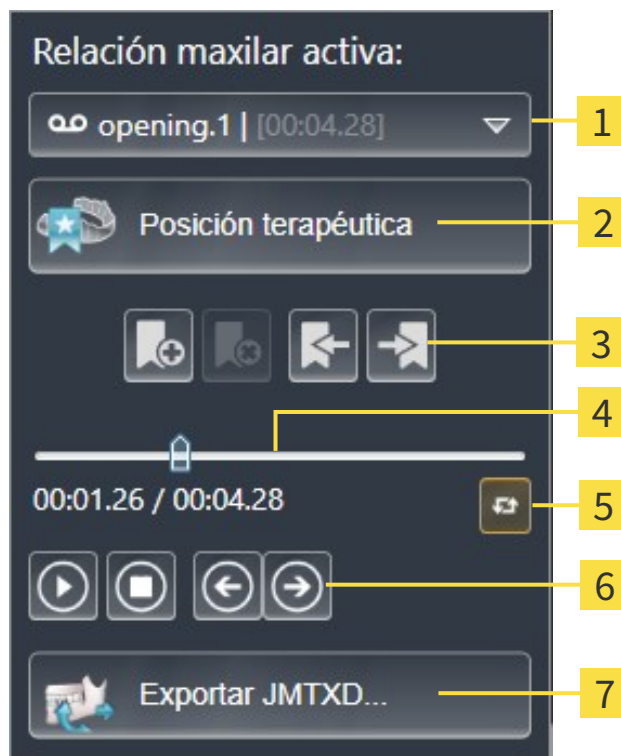 Relación maxilar activa:
opening.1 | [00:04.28]
1
Posición terapéutica
2
3
4
00:01.26 / 00:04.28
5
6
Exportar JMTXD...
7